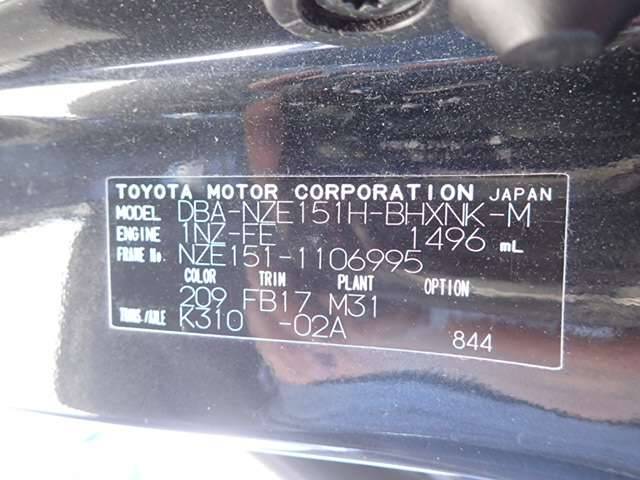 TOYOTA MOTOR CORPORATION JAPAN
MODEL DBA-NZE151H-BHXNK-M
ENGINE 1NZ-FE 1496 mL
FRAME No. NZE151-1106995
COLOR TRIM PLANT OPTION
209 FB17 M31
TRANS./AXLE K310 -02A
844